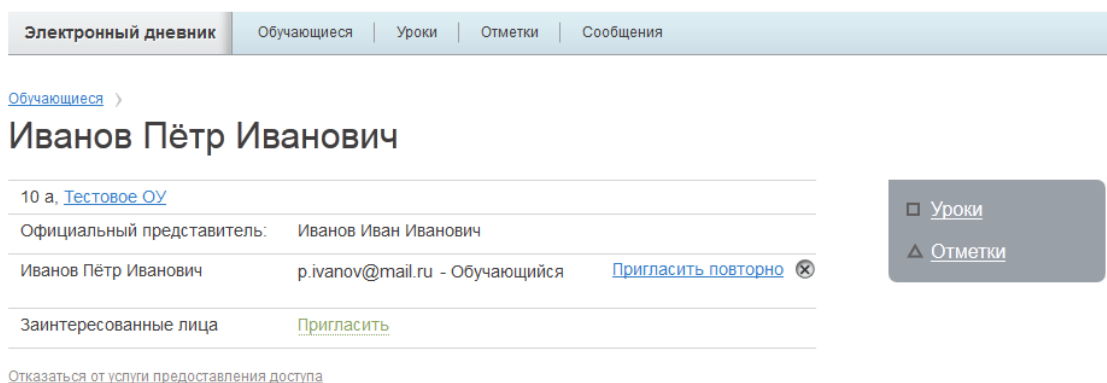 Электронный дневник Обучающиеся Уроки Отметки Сообщения
Обучающиеся
Иванов Пётр Иванович
10 а, Тестовое ОУ
Официальный представитель: Иванов Иван Иванович
Иванов Пётр Иванович p.ivanov@mail.ru - Обучающийся Пригласить повторно
Заинтересованные лица Пригласить
Отказаться от услуги предоставления доступа
Уроки
Отметки